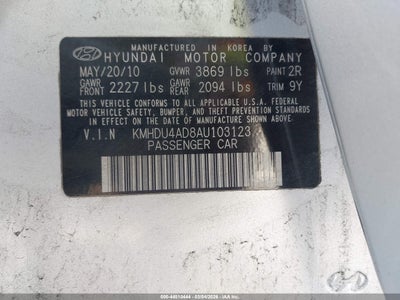 MANUFACTURED IN KOREA BY
HYUNDAI MOTOR COMPANY
MAY/20/10 GVWR 3869 lbs PAINT 2R
GAWR FRONT 2227 lbs GAWR REAR 2094 lbs TRIM 9Y
THIS VEHICLE CONFORMS TO ALL APPLICABLE U.S.A. FEDERAL
MOTOR VEHICLE SAFETY, BUMPER, AND THEFT PREVENTION
STANDARDS IN EFFECT ON THE DATE OF MANUFACTURE SHOWN ABOVE.
V.I.N KMHDU4AD8AU103123
PASSENGER CAR